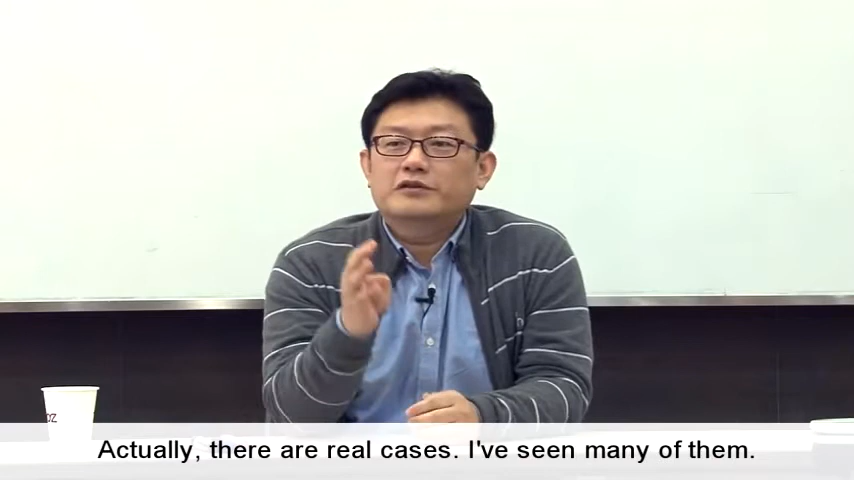 Actually, there are real cases. I've seen many of them.